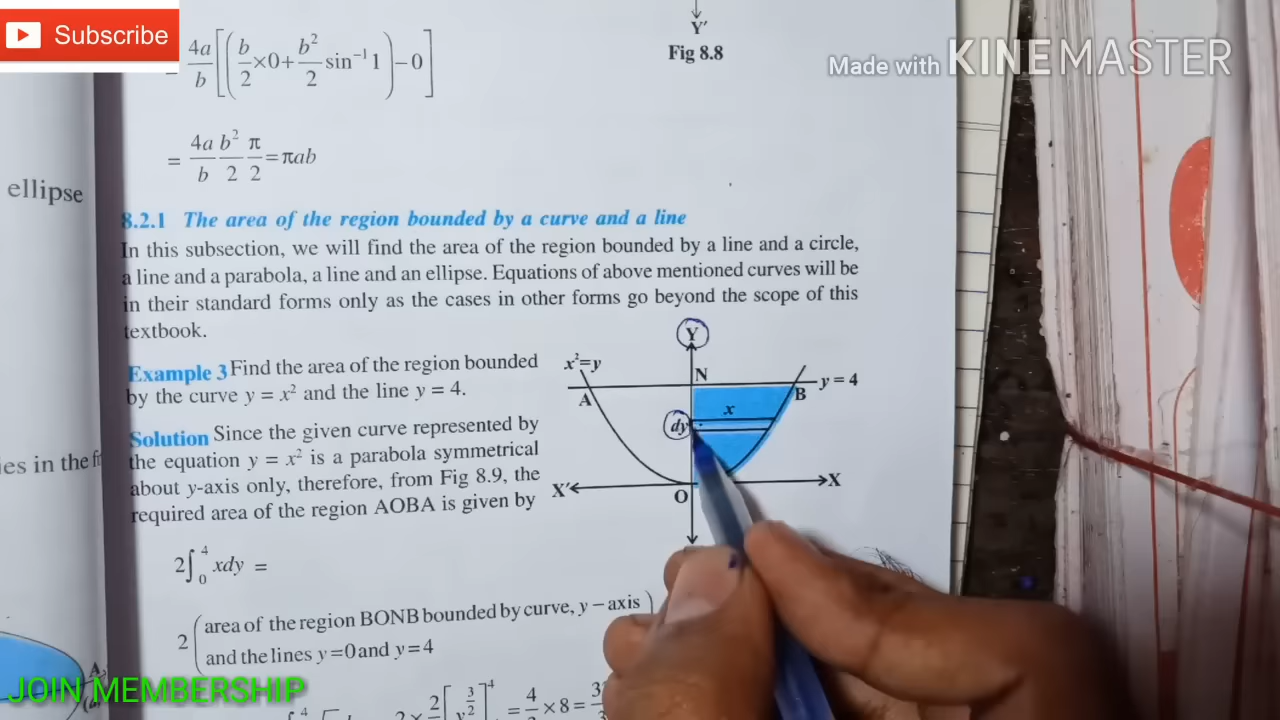 Subscribe
Made with KINEMASTER
= 4a/b [ ( b/2 ×0+ b²/2 sin⁻¹ 1 ) – 0 ]
= 4a/b b²/2 π/2 = πab
Y′
Fig 8.8
ellipse
8.2.1 The area of the region bounded by a curve and a line
In this subsection, we will find the area of the region bounded by a line and a circle,
a line and a parabola, a line and an ellipse. Equations of above mentioned curves will be
in their standard forms only as the cases in other forms go beyond the scope of this
textbook.
Example 3 Find the area of the region bounded
by the curve y = x² and the line y = 4.
Solution Since the given curve represented by
the equation y = x² is a parabola symmetrical
about y-axis only, therefore, from Fig 8.9, the
required area of the region AOBA is given by
2∫₀⁴ xdy =
2 ( area of the region BONB bounded by curve, y – axis
and the lines y = 0 and y = 4 )
= 4/ × 8 =
Y
x²=y
N
y = 4
A
B
x
dy
X′
X
O
in the
JOIN MEMBERSHIP